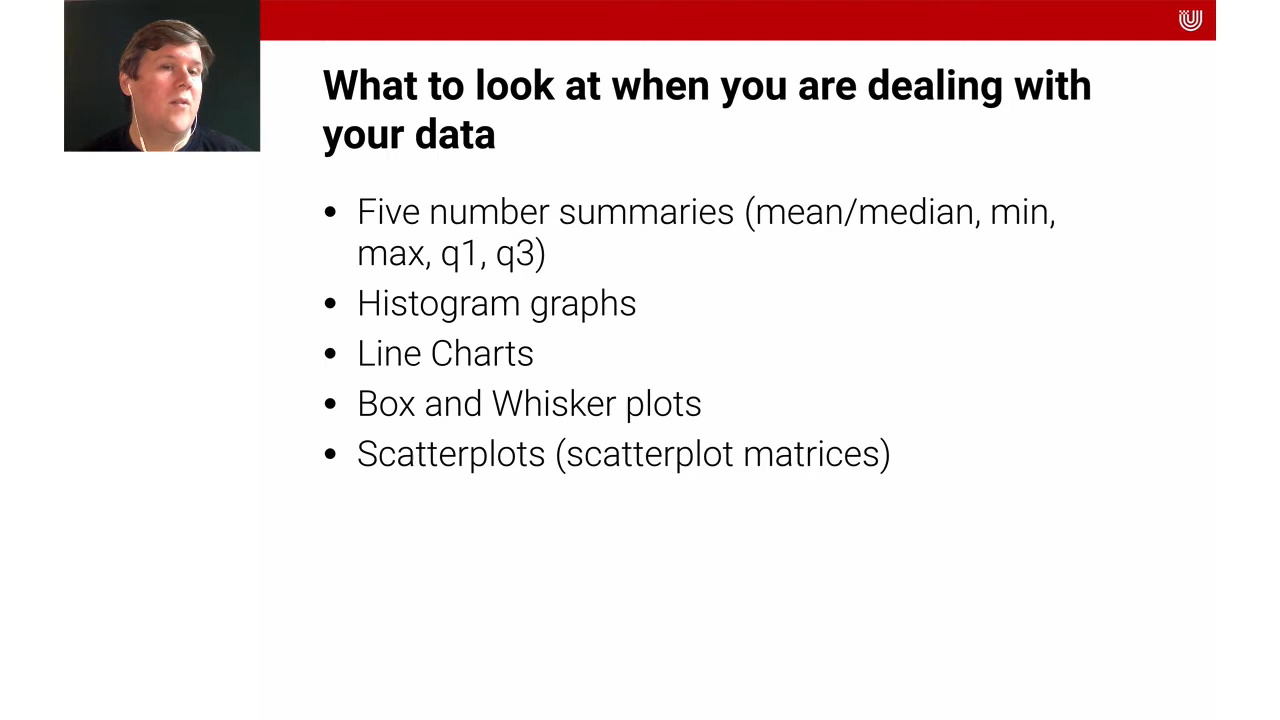 What to look at when you are dealing with
your data
• Five number summaries (mean/median, min,
max, q1, q3)
• Histogram graphs
• Line Charts
• Box and Whisker plots
• Scatterplots (scatterplot matrices)